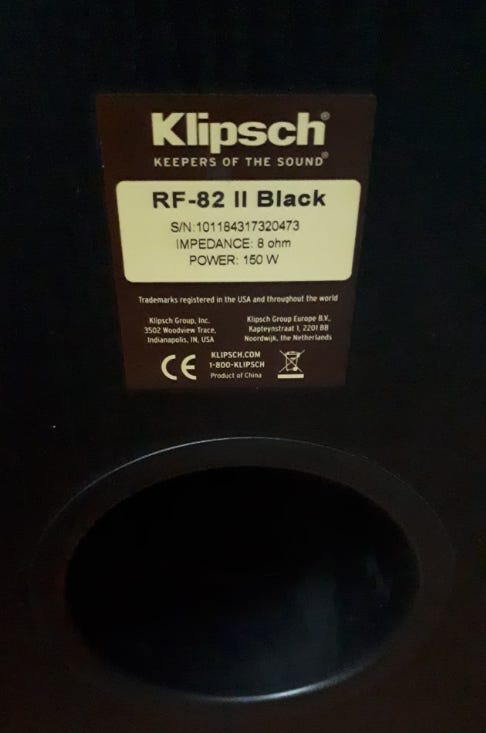 Klipsch®
KEEPERS OF THE SOUND®
RF-82 II Black
S/N:101184317320473
IMPEDANCE: 8 ohm
POWER: 150 W
Trademarks registered in the USA and throughout the world
Klipsch Group, Inc.
3502 Woodview Trace,
Indianapolis, IN, USA
Klipsch Group Europe B.V.,
Kapteynstraat 1, 2201 BB
Noordwijk, the Netherlands
CE
KLIPSCH.COM
1-800-KLIPSCH
Product of China